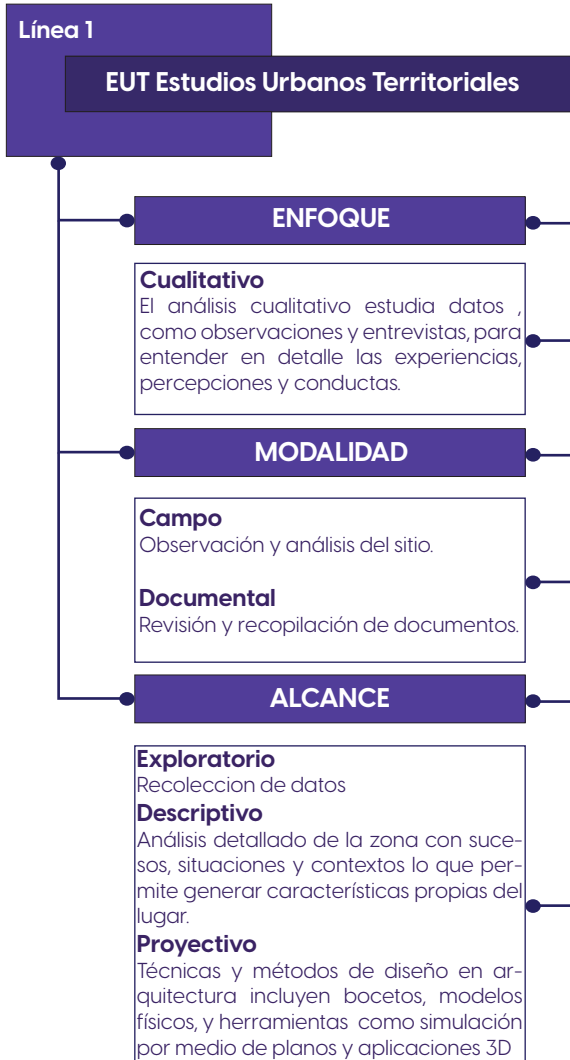 Línea 1
EUT Estudios Urbanos Territoriales
ENFOQUE
Cualitativo
El análisis cualitativo estudia datos ,
como observaciones y entrevistas, para
entender en detalle las experiencias,
percepciones y conductas.
MODALIDAD
Campo
Observación y análisis del sitio.
Documental
Revisión y recopilación de documentos.
ALCANCE
Exploratorio
Recoleccion de datos
Descriptivo
Análisis detallado de la zona con suce-
sos, situaciones y contextos lo que per-
mite generar características propias del
lugar.
Proyectivo
Técnicas y métodos de diseño en ar-
quitectura incluyen bocetos, modelos
físicos, y herramientas como simulación
por medio de planos y aplicaciones 3D